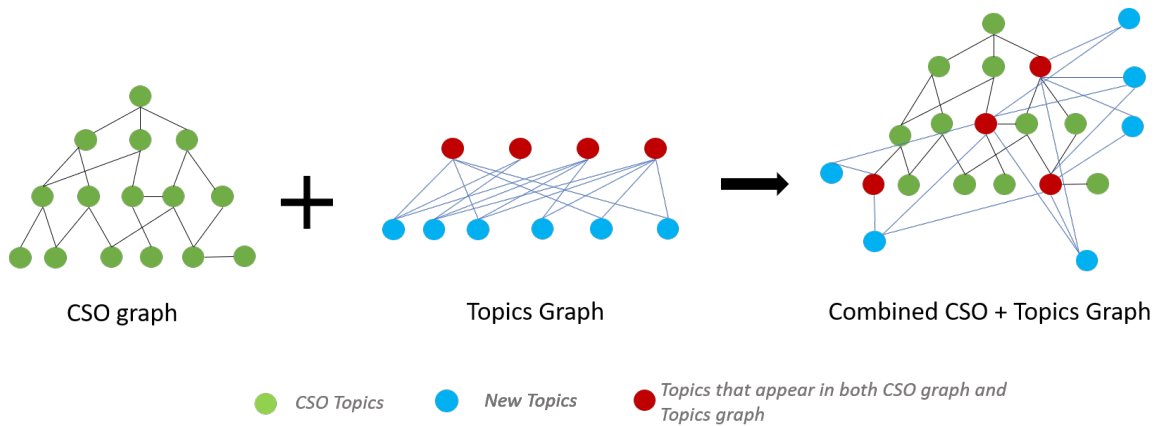 CSO graph
Topics Graph
Combined CSO + Topics Graph
CSO Topics
New Topics
Topics that appear in both CSO graph and
Topics graph